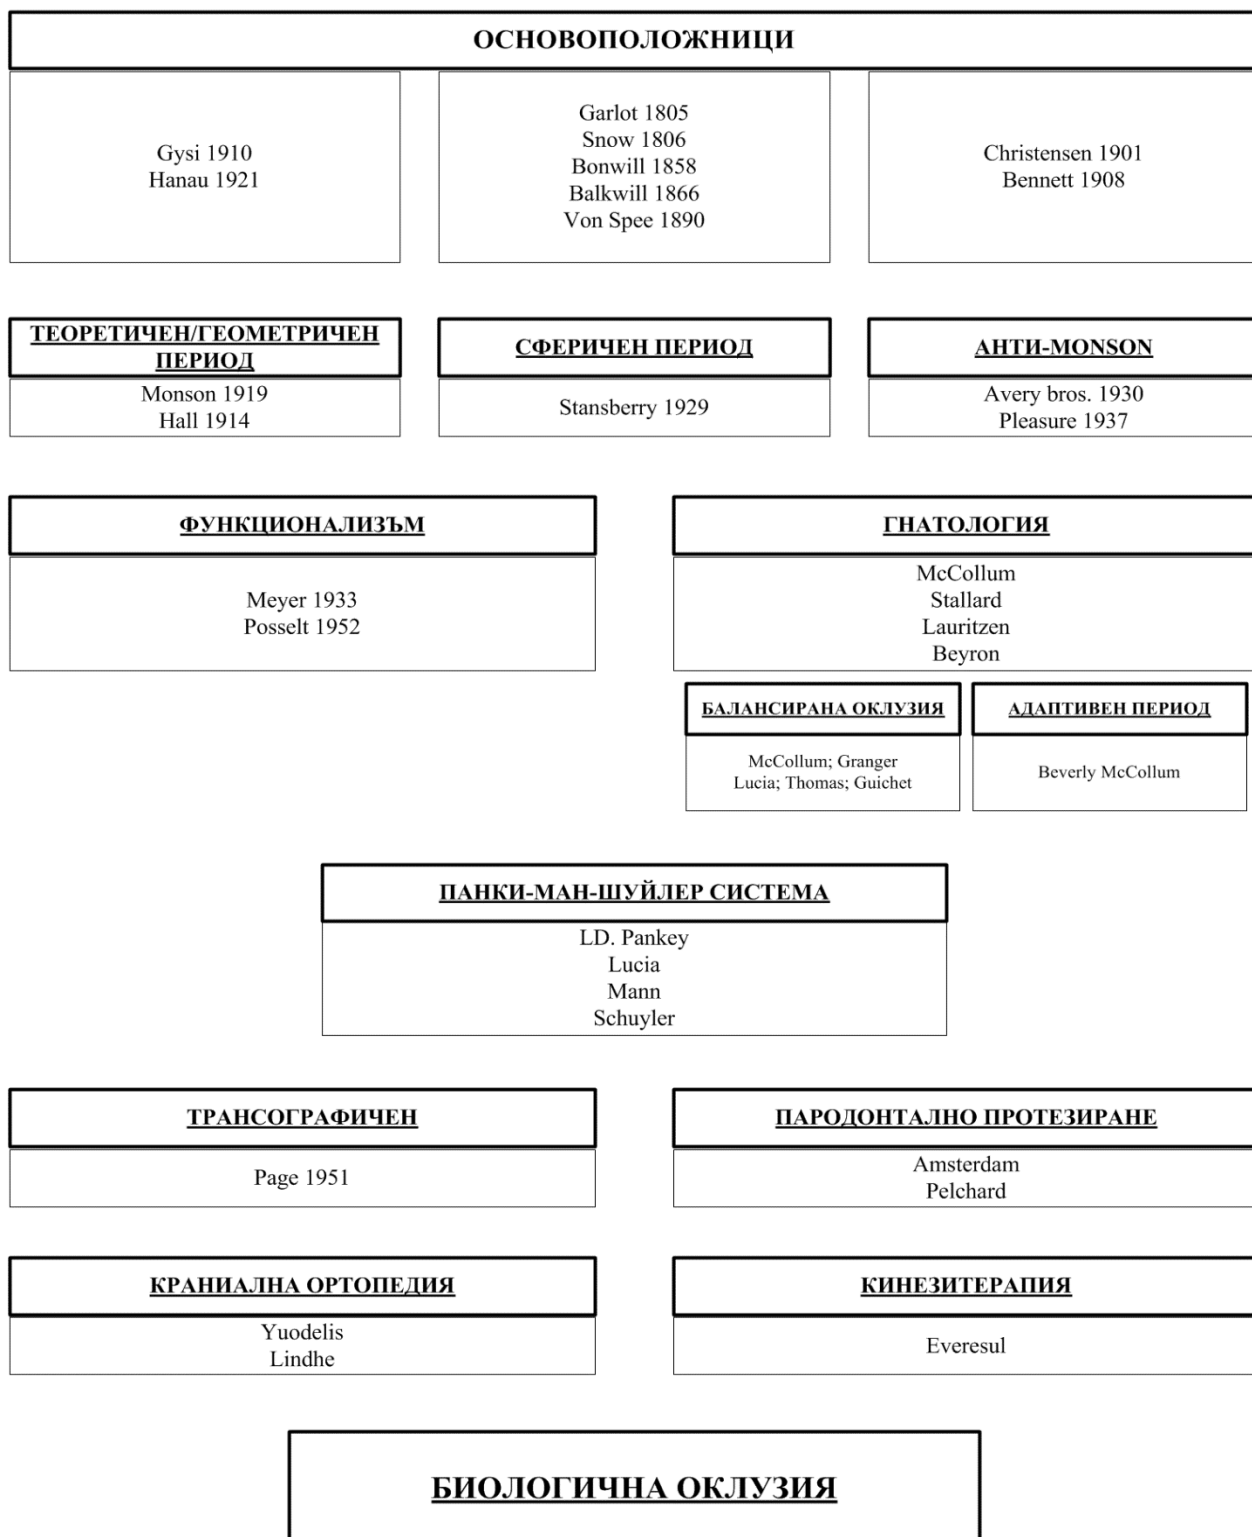 ОСНОВОПОЛОЖНИЦИ
Gysi 1910
Hanau 1921
Garlot 1805
Snow 1806
Bonwill 1858
Balkwill 1866
Von Spee 1890
Christensen 1901
Bennett 1908
ТЕОРЕТИЧЕН/ГЕОМЕТРИЧЕН
ПЕРИОД
Monson 1919
Hall 1914
СФЕРИЧЕН ПЕРИОД
Stansberry 1929
АНТИ-MONSON
Avery bros. 1930
Pleasure 1937
ФУНКЦИОНАЛИЗЪМ
Meyer 1933
Posselt 1952
ГНАТОЛОГИЯ
McCollum
Stallard
Lauritzen
Beyron
БАЛАНСИРАНА ОКЛУЗИЯ
McCollum; Granger
Lucia; Thomas; Guichet
АДАПТИВЕН ПЕРИОД
Beverly McCollum
ПАНКИ-МАН-ШУЙЛЕР СИСТЕМА
LD. Pankey
Lucia
Mann
Schuyler
ТРАНСОГРАФИЧЕН
Page 1951
ПАРОДОНТАЛНО ПРОТЕЗИРАНЕ
Amsterdam
Pelchard
КРАНИАЛНА ОРТОПЕДИЯ
Yuodelis
Lindhe
КИНЕЗИТЕРАПИЯ
Everesul
БИОЛОГИЧНА ОКЛУЗИЯ